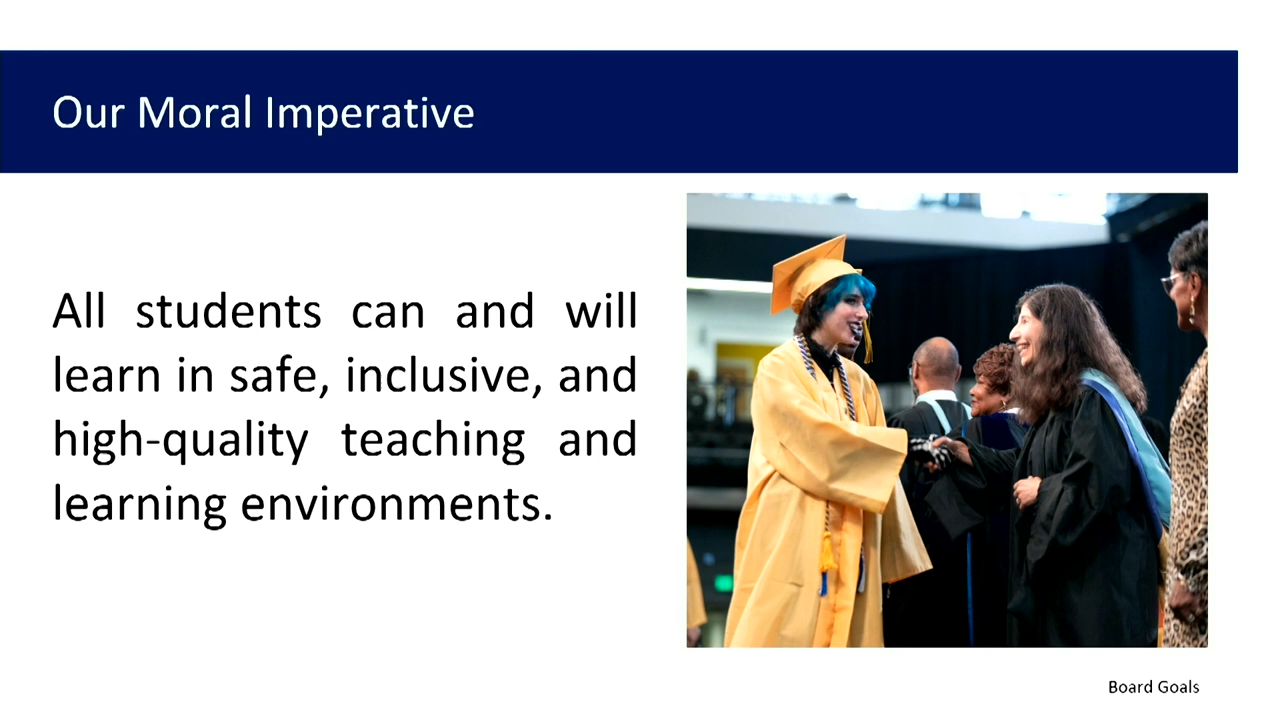 Our Moral Imperative
All students can and will
learn in safe, inclusive, and
high-quality teaching and
learning environments.
Board Goals